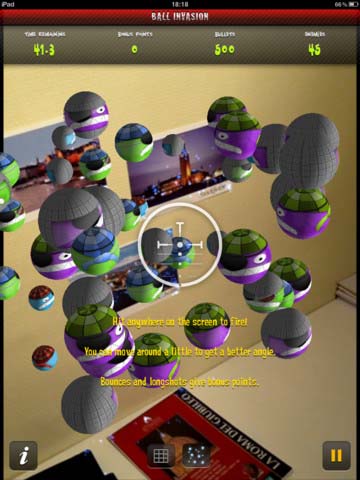 iPad 18:18 66%
BALL INVASION
TIME REMAINING BONUS POINTS BULLETS ENEMIES
41.3 0 500 45
Hit anywhere on the screen to fire!
You can move around a little to get a better angle.
Bounces and longshots give bonus points.
i
LA ROMA DEL GIUBILEO